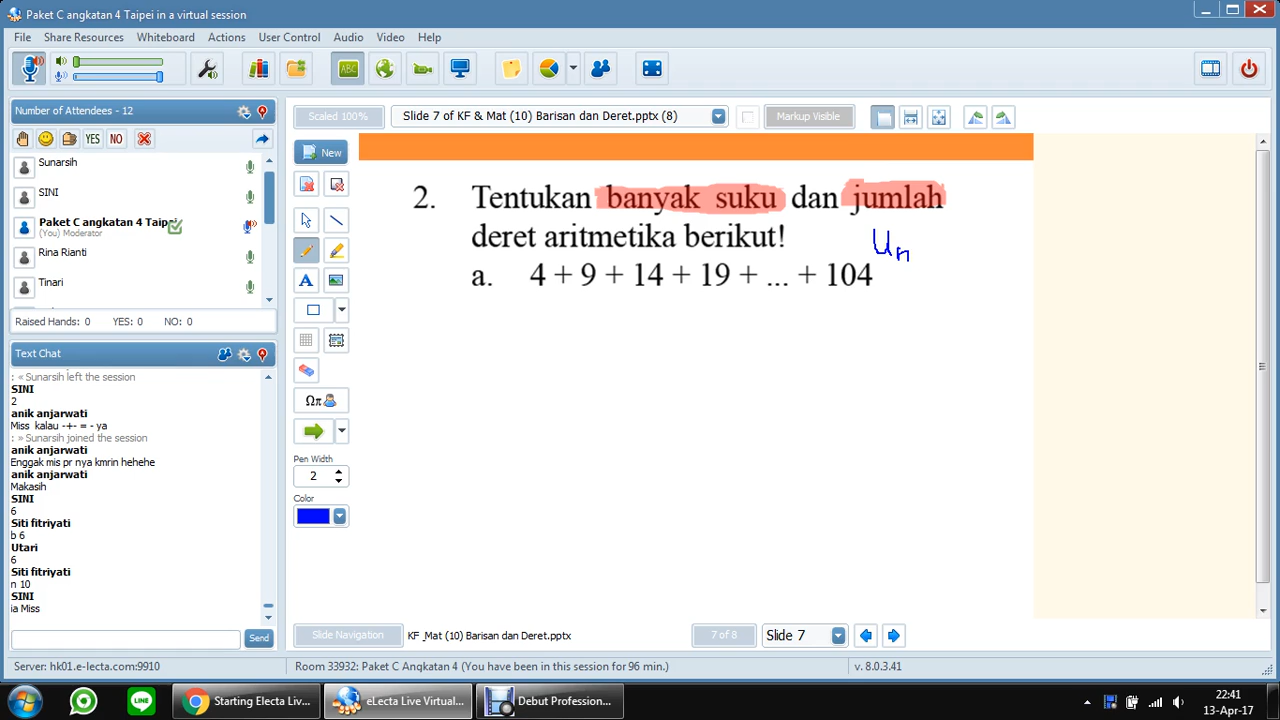 Paket C angkatan 4 Taipei in a virtual session
File Share Resources Whiteboard Actions User Control Audio Video Help
Number of Attendees - 12
YES NO
Sunarsih
SINI
Paket C angkatan 4 Taipei
(You) Moderator
Rina Rianti
Tinari
Raised Hands: 0 YES: 0 NO: 0
Text Chat
: « Sunarsih left the session
SINI
2
anik anjarwati
Miss kalau -+- = - ya
: » Sunarsih joined the session
anik anjarwati
Enggak mis pr nya kmrin hehehe
anik anjarwati
Makasih
SINI
6
Siti fitriyati
b 6
Utari
6
Siti fitriyati
n 10
SINI
ia Miss
Send
Scaled 100% Slide 7 of KF & Mat (10) Barisan dan Deret.pptx (8) Markup Visible
New
ABC
A
Ωπ
Pen Width
2
Color
2. Tentukan banyak suku dan jumlah
deret aritmetika berikut!
Un
a. 4 + 9 + 14 + 19 + ... + 104
Slide Navigation KF _Mat (10) Barisan dan Deret.pptx 7 of 8 Slide 7
Server: hk01.e-lecta.com:9910 Room 33932: Paket C Angkatan 4 (You have been in this session for 96 min.) v. 8.0.3.41
LINE Starting Electa Liv... eLecta Live Virtual... Debut Profession...
22:41
13-Apr-17